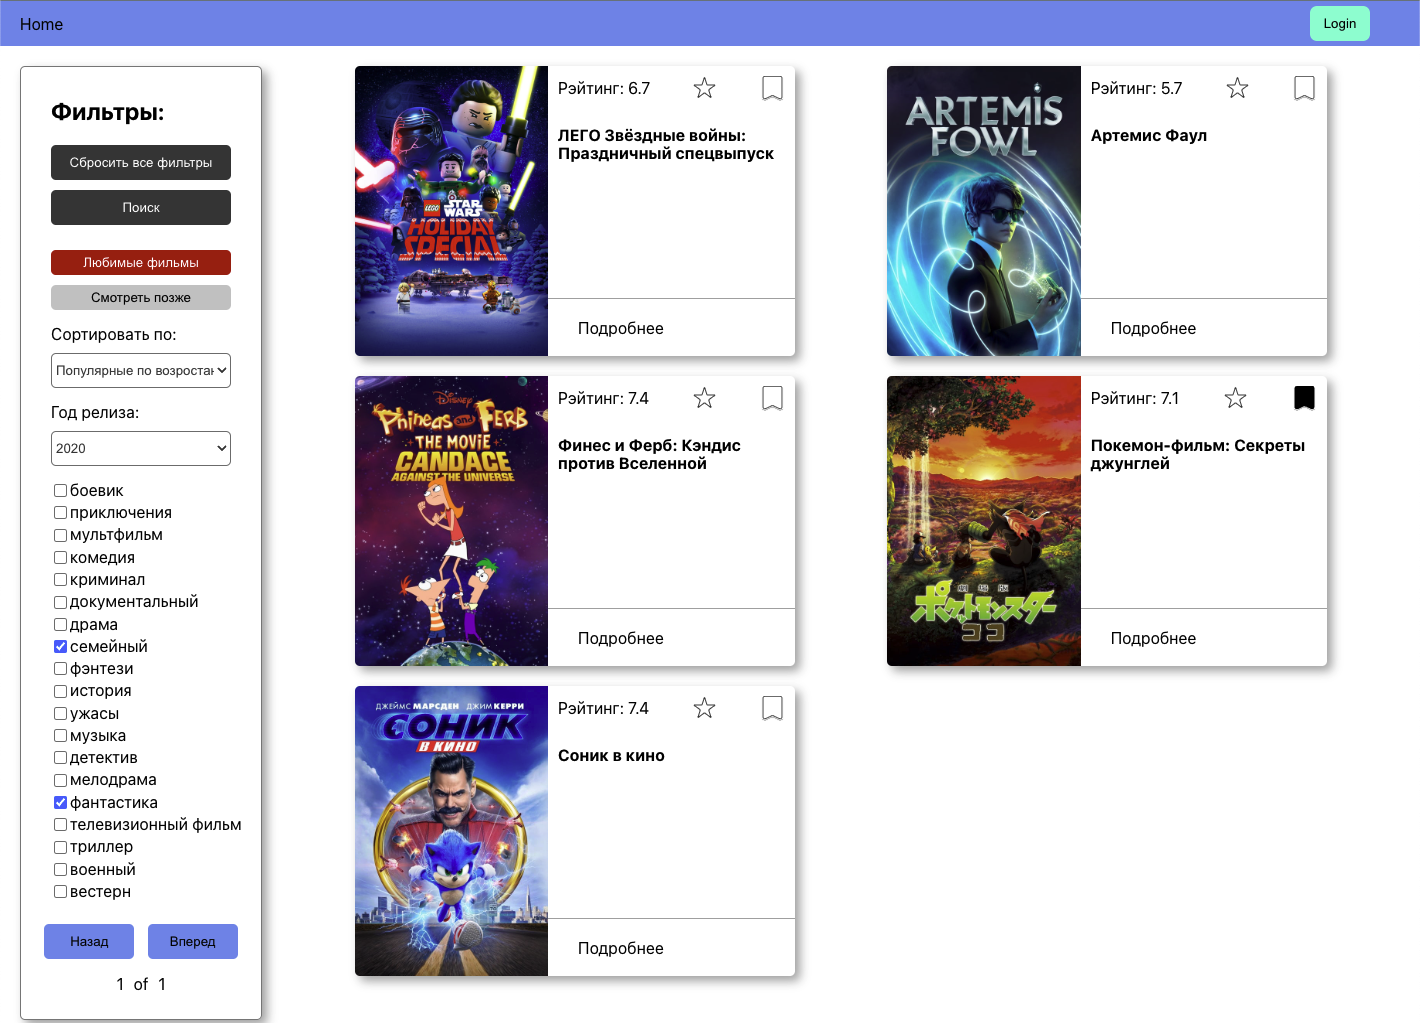 Home
Login
Фильтры:
Сбросить все фильтры
Поиск
Любимые фильмы
Смотреть позже
Сортировать по:
Популярные по возростан
Год релиза:
2020
боевик
приключения
мультфильм
комедия
криминал
документальный
драма
семейный
фэнтези
история
ужасы
музыка
детектив
мелодрама
фантастика
телевизионный фильм
триллер
военный
вестерн
Назад
Вперед
1 of 1
LEGO
STAR
WARS
HOLIDAY
SPECIAL
Рэйтинг: 6.7
ЛЕГО Звёздные войны:
Праздничный спецвыпуск
Подробнее
ARTEMIS
FOWL
Рэйтинг: 5.7
Артемис Фаул
Подробнее
Disney
Phineas and Ferb
THE MOVIE
CANDACE
AGAINST THE UNIVERSE
Рэйтинг: 7.4
Финес и Ферб: Кэндис
против Вселенной
Подробнее
劇場版
ポケットモンスター
ココ
Рэйтинг: 7.1
Покемон-фильм: Секреты
джунглей
Подробнее
ДЖЕЙМС МАРСДЕН ДЖИМ КЕРРИ
СОНИК
В КИНО
Рэйтинг: 7.4
Соник в кино
Подробнее